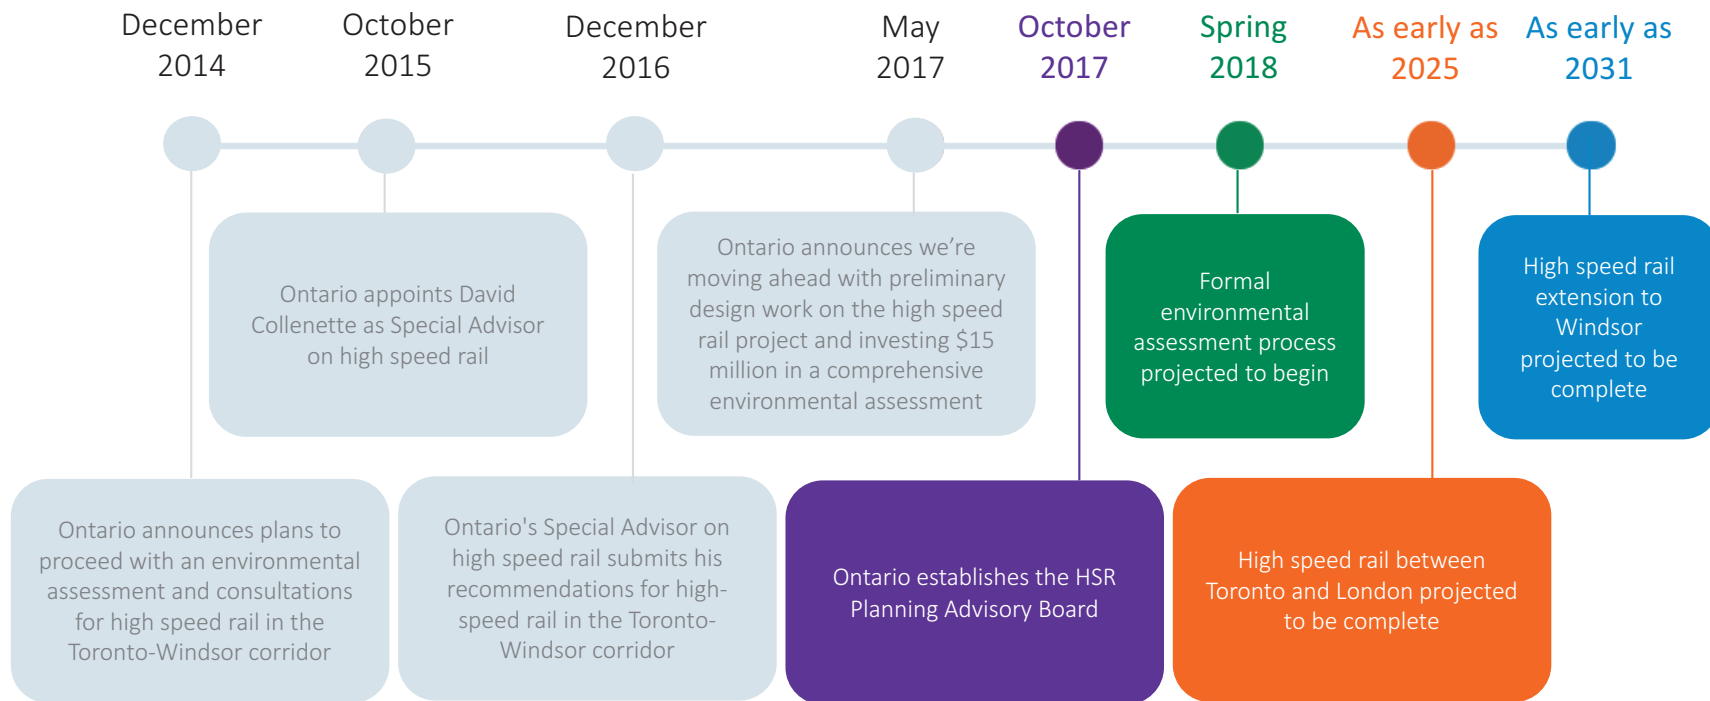 December
2014
October
2015
December
2016
May
2017
October
2017
Spring
2018
As early as
2025
As early as
2031
Ontario appoints David
Collenette as Special Advisor
on high speed rail
Ontario announces we’re
moving ahead with preliminary
design work on the high speed
rail project and investing $15
million in a comprehensive
environmental assessment
Formal
environmental
assessment process
projected to begin
High speed rail
extension to
Windsor
projected to be
complete
Ontario announces plans to
proceed with an environmental
assessment and consultations
for high speed rail in the
Toronto-Windsor corridor
Ontario's Special Advisor on
high speed rail submits his
recommendations for high-
speed rail in the Toronto-
Windsor corridor
Ontario establishes the HSR
Planning Advisory Board
High speed rail between
Toronto and London projected
to be complete